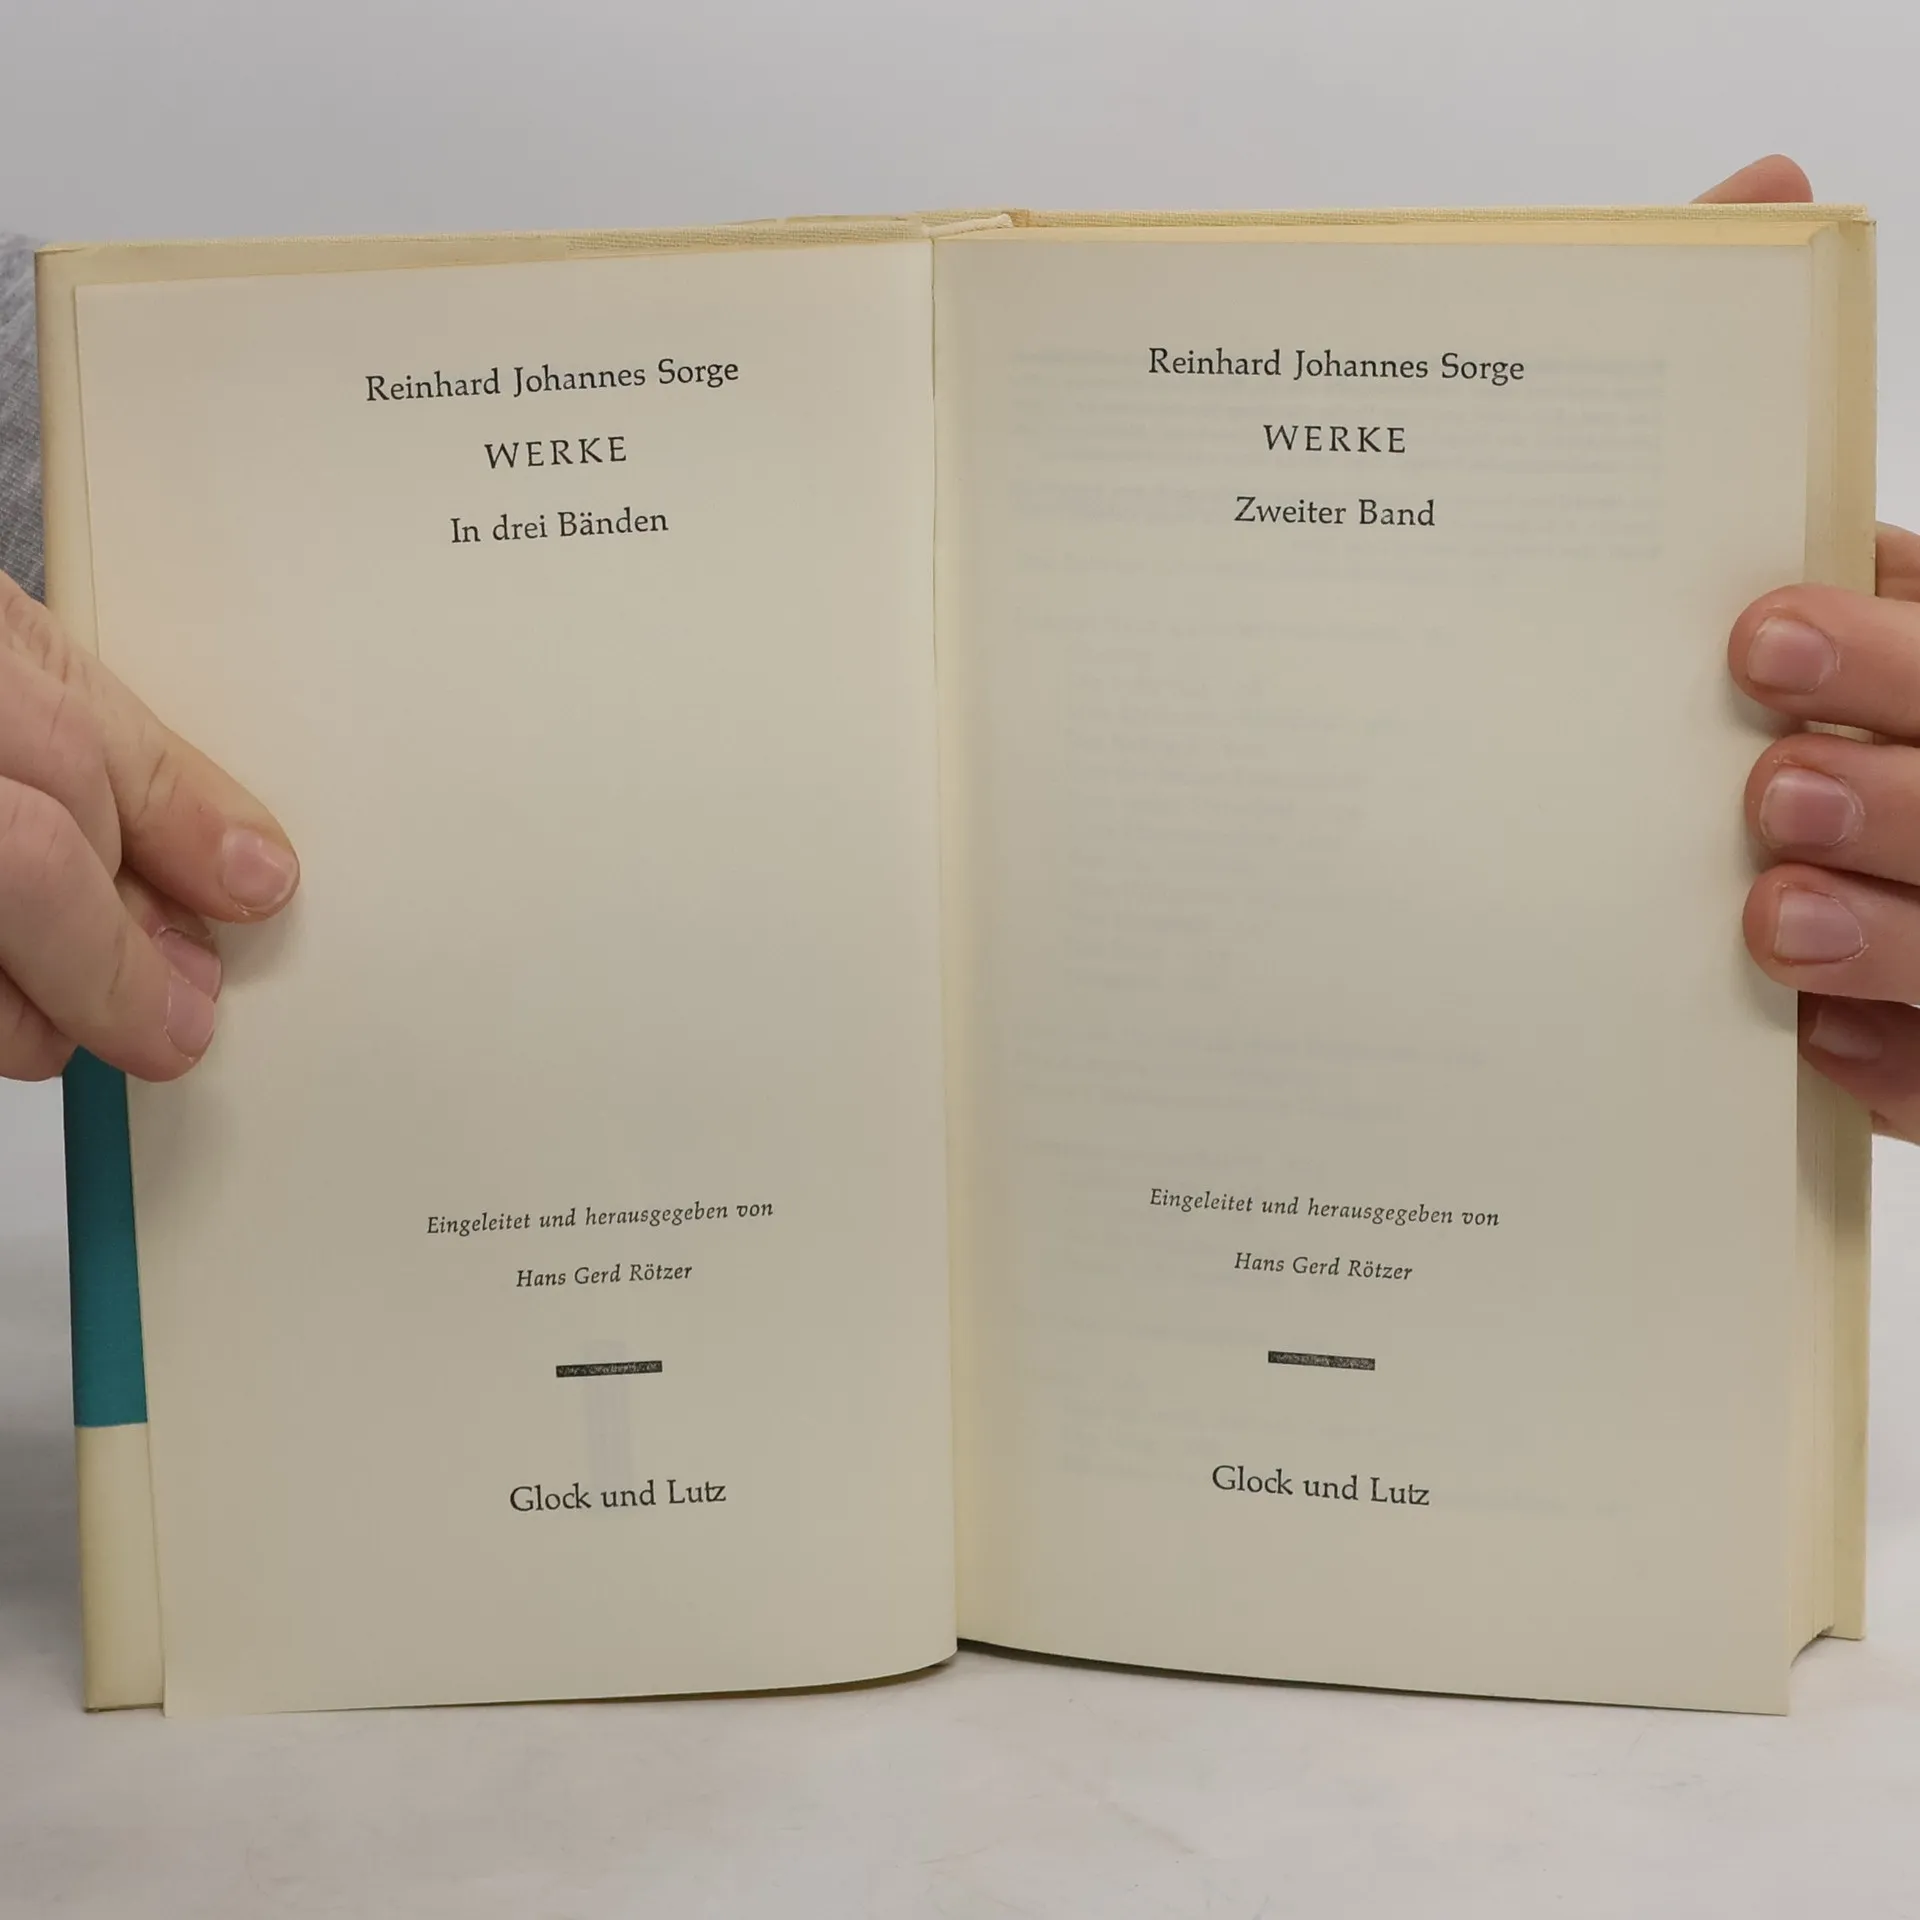 Reinhard Johannes Sorge
WERKE
In drei Bänden
Eingeleitet und herausgegeben von
Hans Gerd Rötzer
Glock und Lutz
Reinhard Johannes Sorge
WERKE
Zweiter Band
Eingeleitet und herausgegeben von
Hans Gerd Rötzer
Glock und Lutz